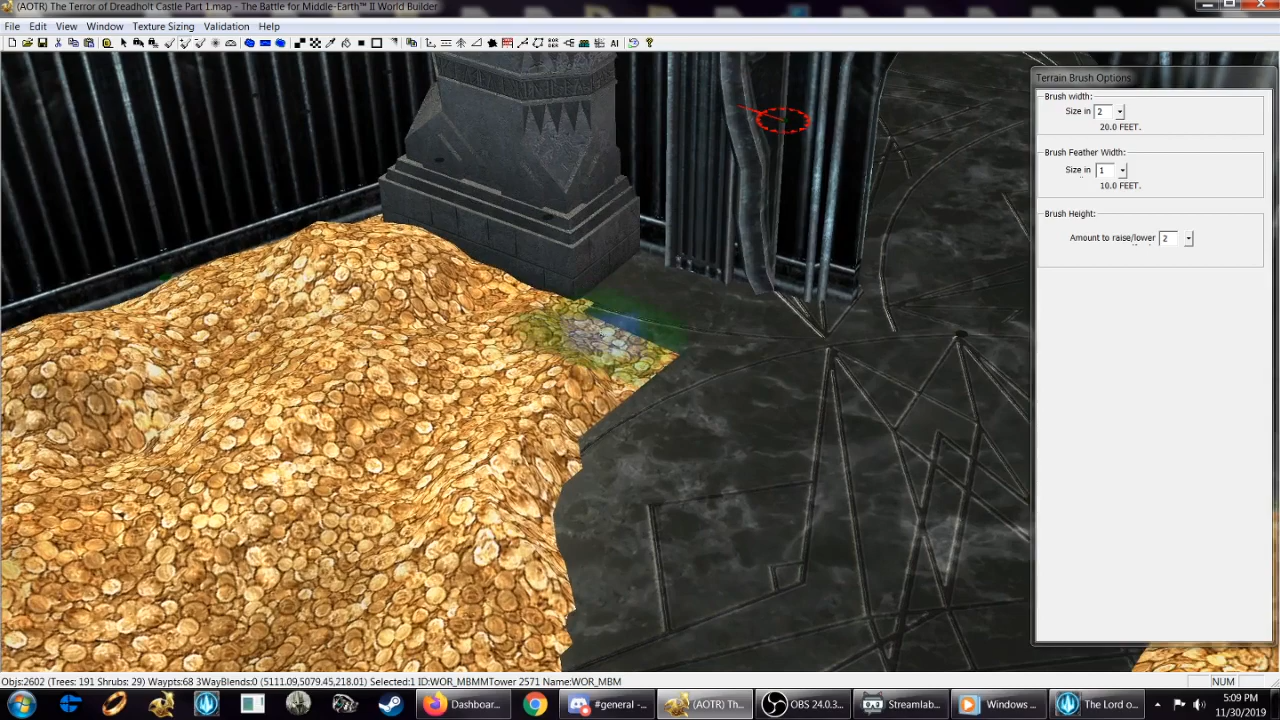 (AOTR) The Terror of Dreadholt Castle Part 1.map - The Battle for Middle-Earth™ II World Builder
File Edit View Window Texture Sizing Validation Help
AI
Terrain Brush Options
Brush width:
Size in 2
20.0 FEET.
Brush Feather Width:
Size in 1
10.0 FEET.
Brush Height:
Amount to raise/lower 2
Objs:2602 (Trees: 191 Shrubs: 29) Waypts:68 3WayBlends:0 (5111.09,5079.45,218.01) Selected:1 ID:WOR_MBMMTower 2571 Name:WOR_MBM
NUM
Dashboar...
#general -...
(AOTR) Th...
OBS 24.0.3...
Streamlab...
Windows ...
The Lord o...
5:09 PM
11/30/2019